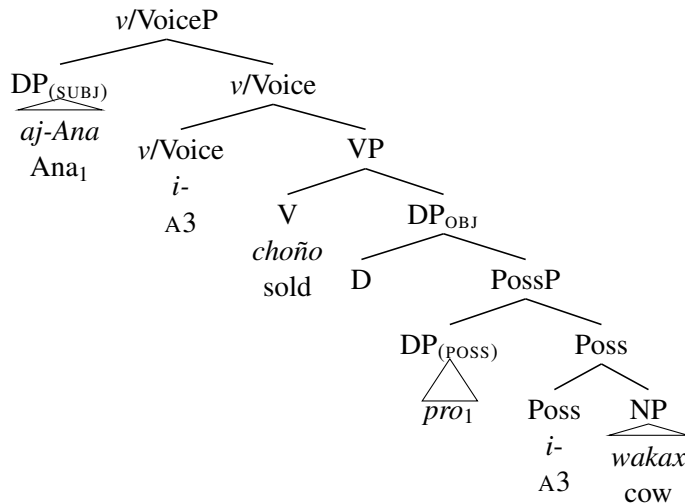 v/VoiceP
DP(SUBJ) v/Voice
aj-Ana v/Voice VP
Ana1 i- V DP_OBJ
A3 choño D PossP
sold DP(POSS) Poss
pro1 Poss NP
i- wakax
A3 cow